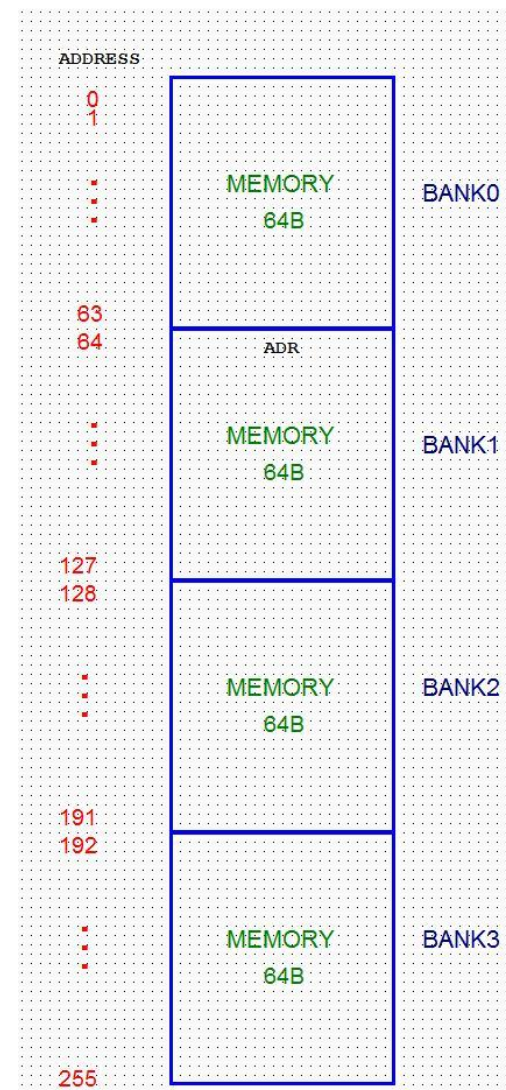 ADDRESS
0
1
MEMORY
64B
BANK0
63
64
ADR
MEMORY
64B
BANK1
127
128
MEMORY
64B
BANK2
191
192
MEMORY
64B
BANK3
255